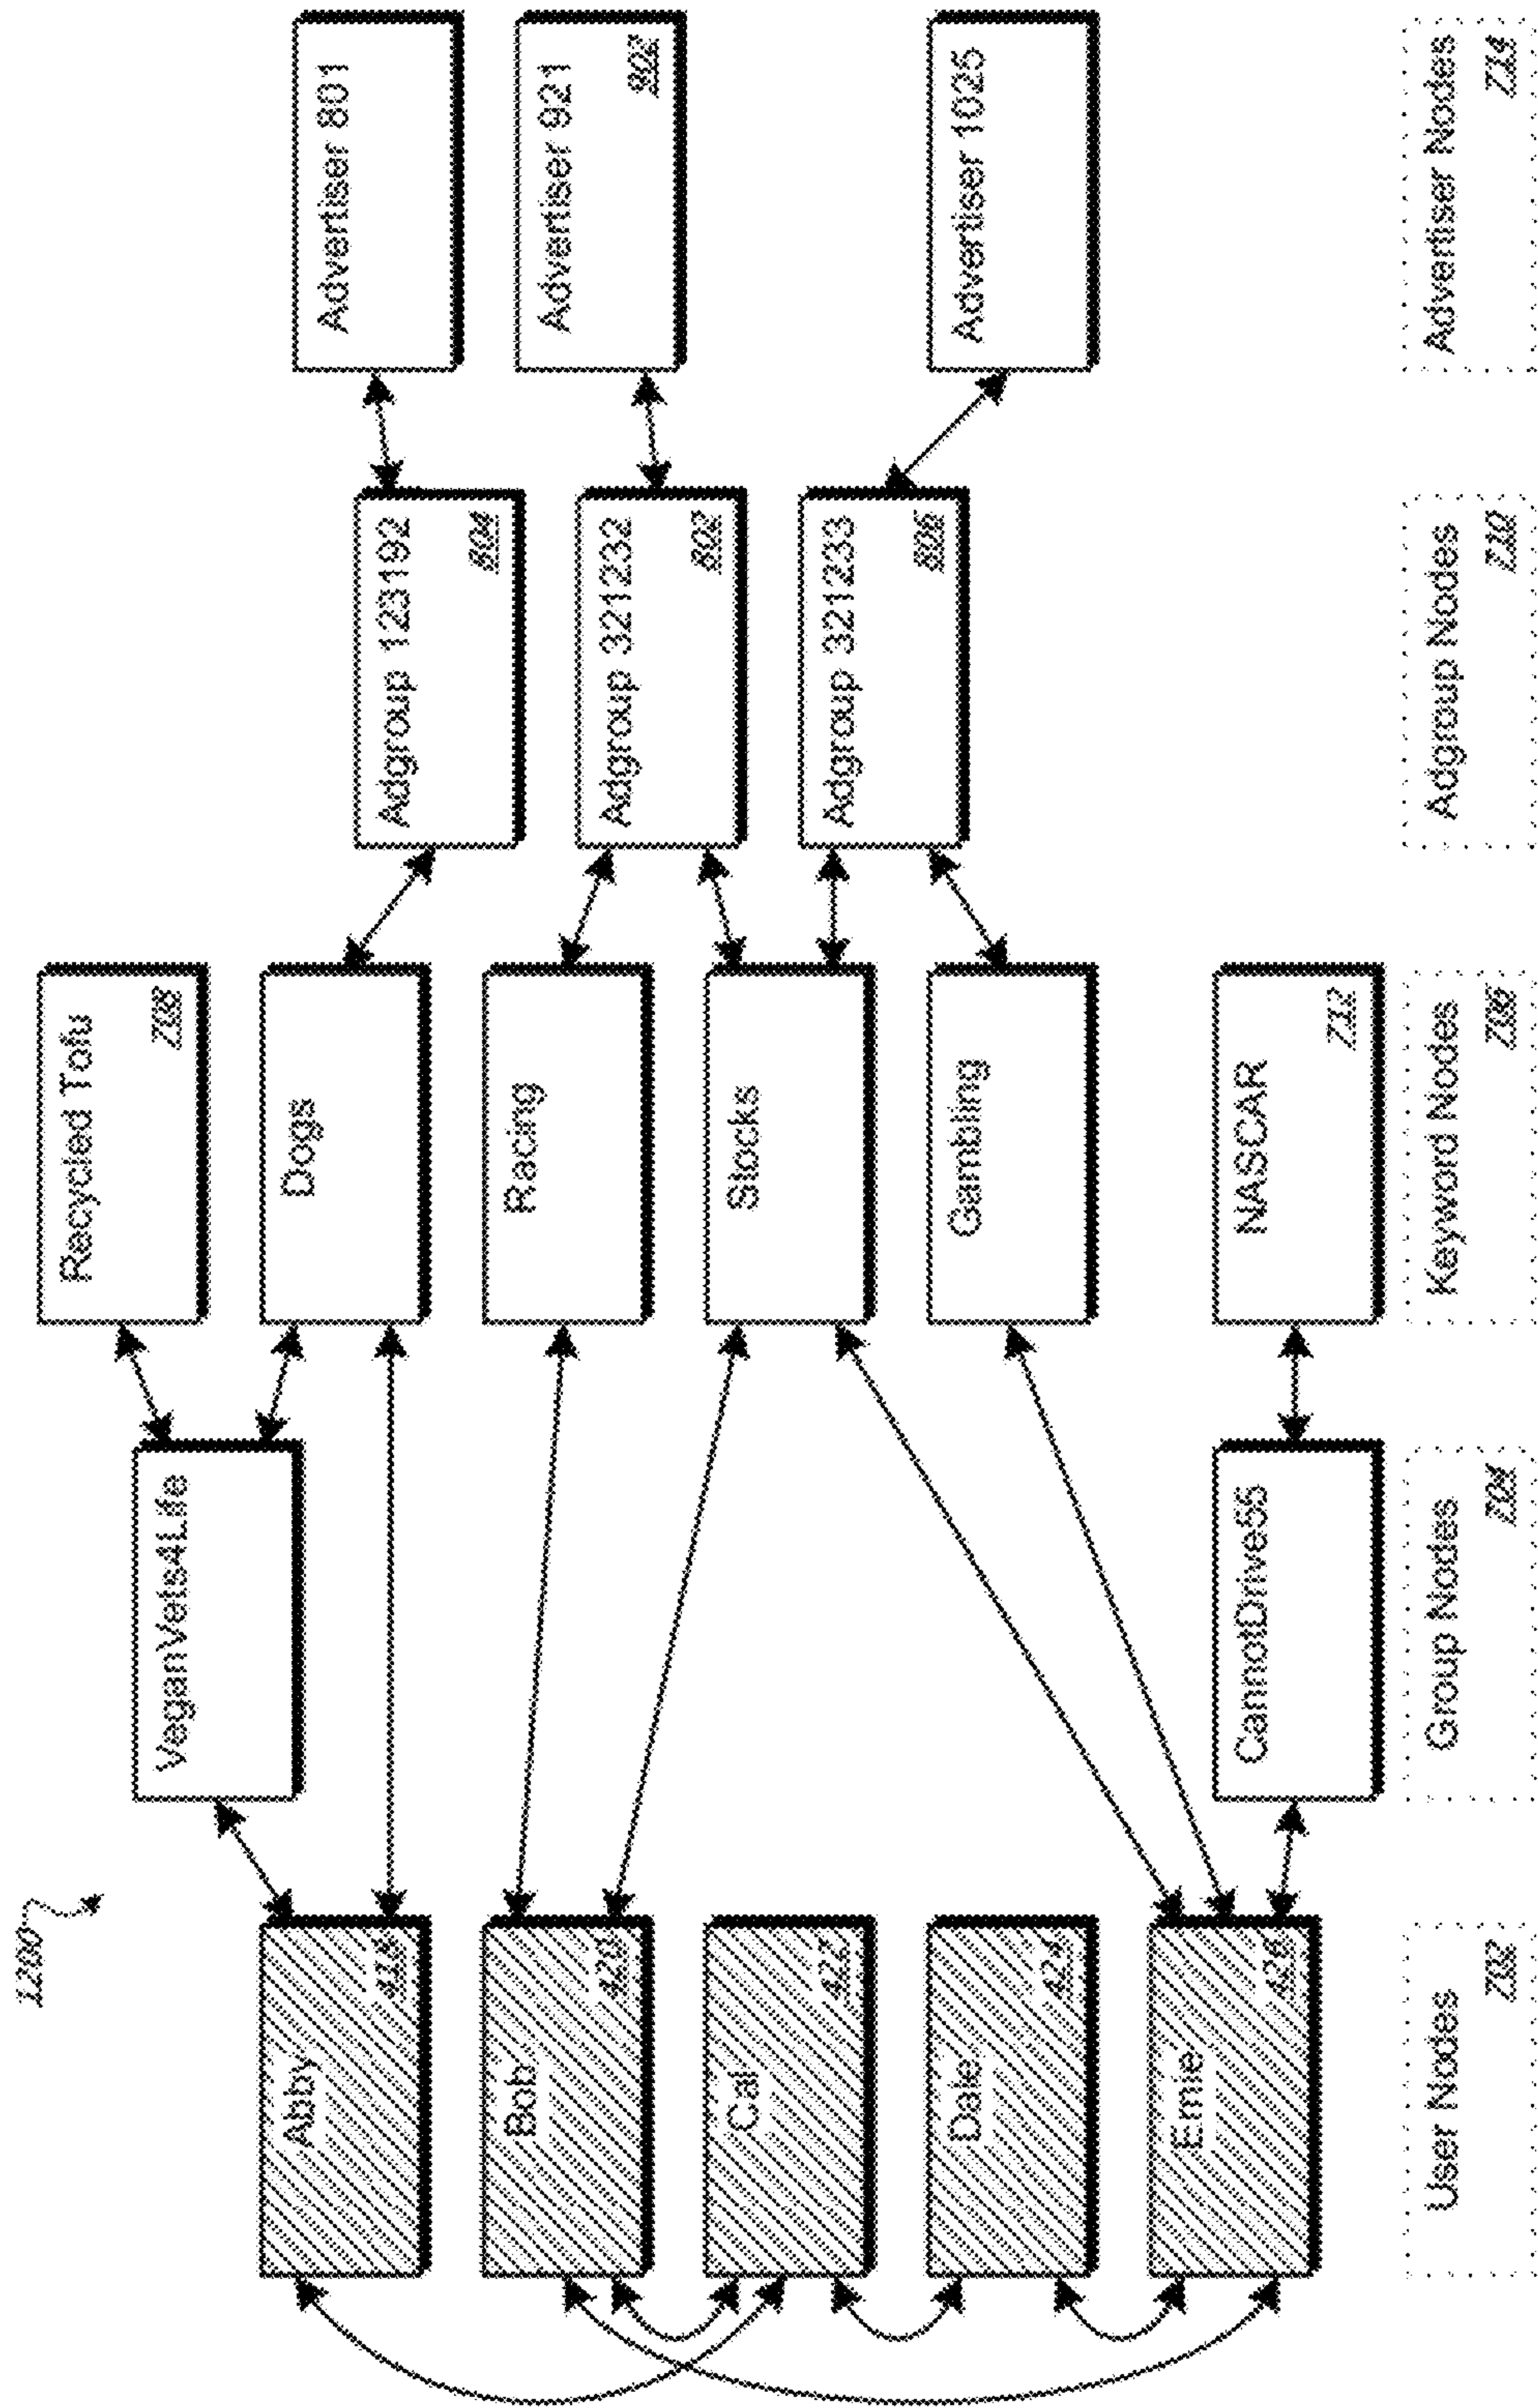 1200
Abby
418
Bob
420
Cal
422
Dale
424
Ernie
426
User Nodes
702
VeganVets4Life
CannotDrive55
Group Nodes
704
Recycled Tofu
708
Dogs
Racing
Stocks
Gambling
NASCAR
712
Keyword Nodes
706
Adgroup 123192
804
Adgroup 321232
802
Adgroup 321233
806
Adgroup Nodes
710
Advertiser 801
Advertiser 921
902
Advertiser 1025
Advertiser Nodes
714